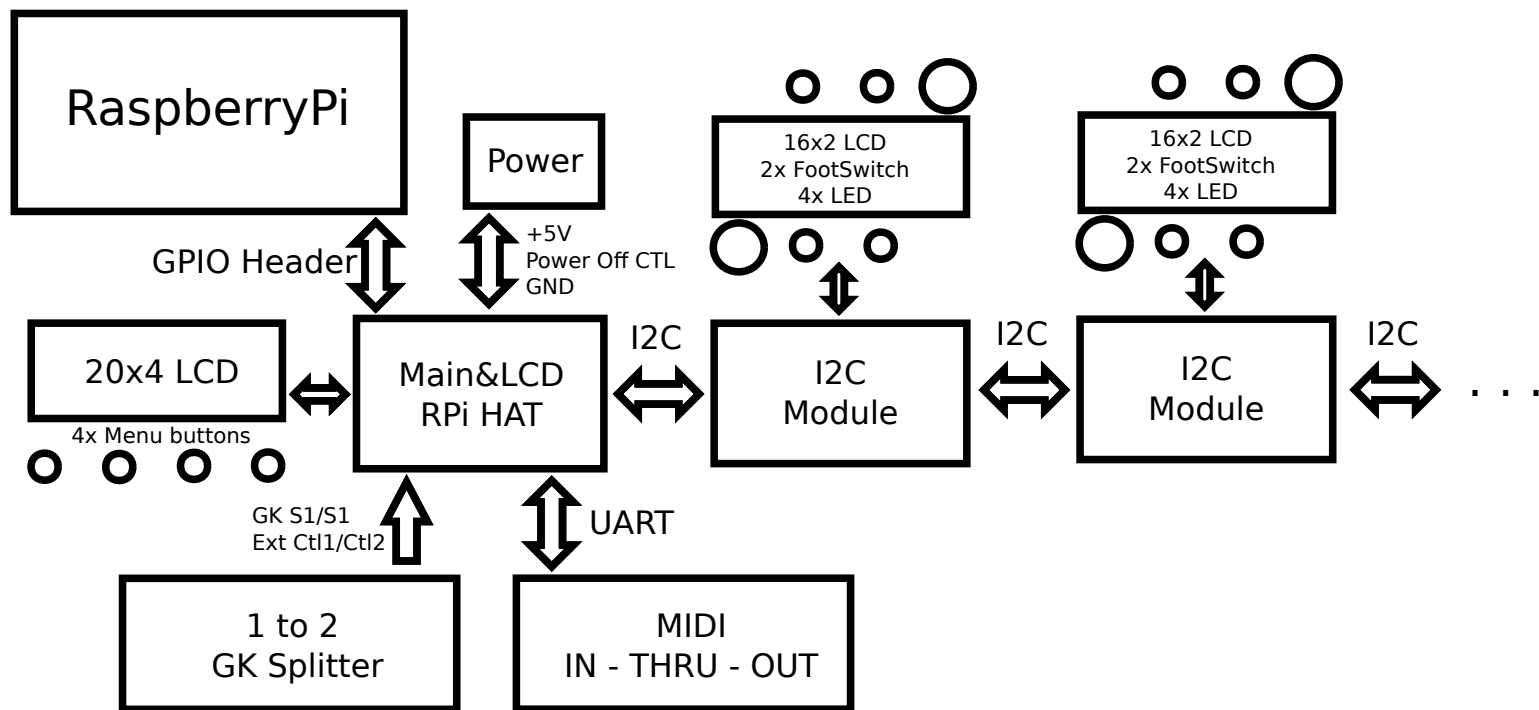 RaspberryPi
Power
16x2 LCD
2x FootSwitch
4x LED
16x2 LCD
2x FootSwitch
4x LED
GPIO Header
+5V
Power Off CTL
GND
20x4 LCD
4x Menu buttons
Main&LCD
RPi HAT
I2C
I2C
Module
I2C
I2C
Module
I2C
. . .
GK S1/S1
Ext Ctl1/Ctl2
UART
1 to 2
GK Splitter
MIDI
IN - THRU - OUT